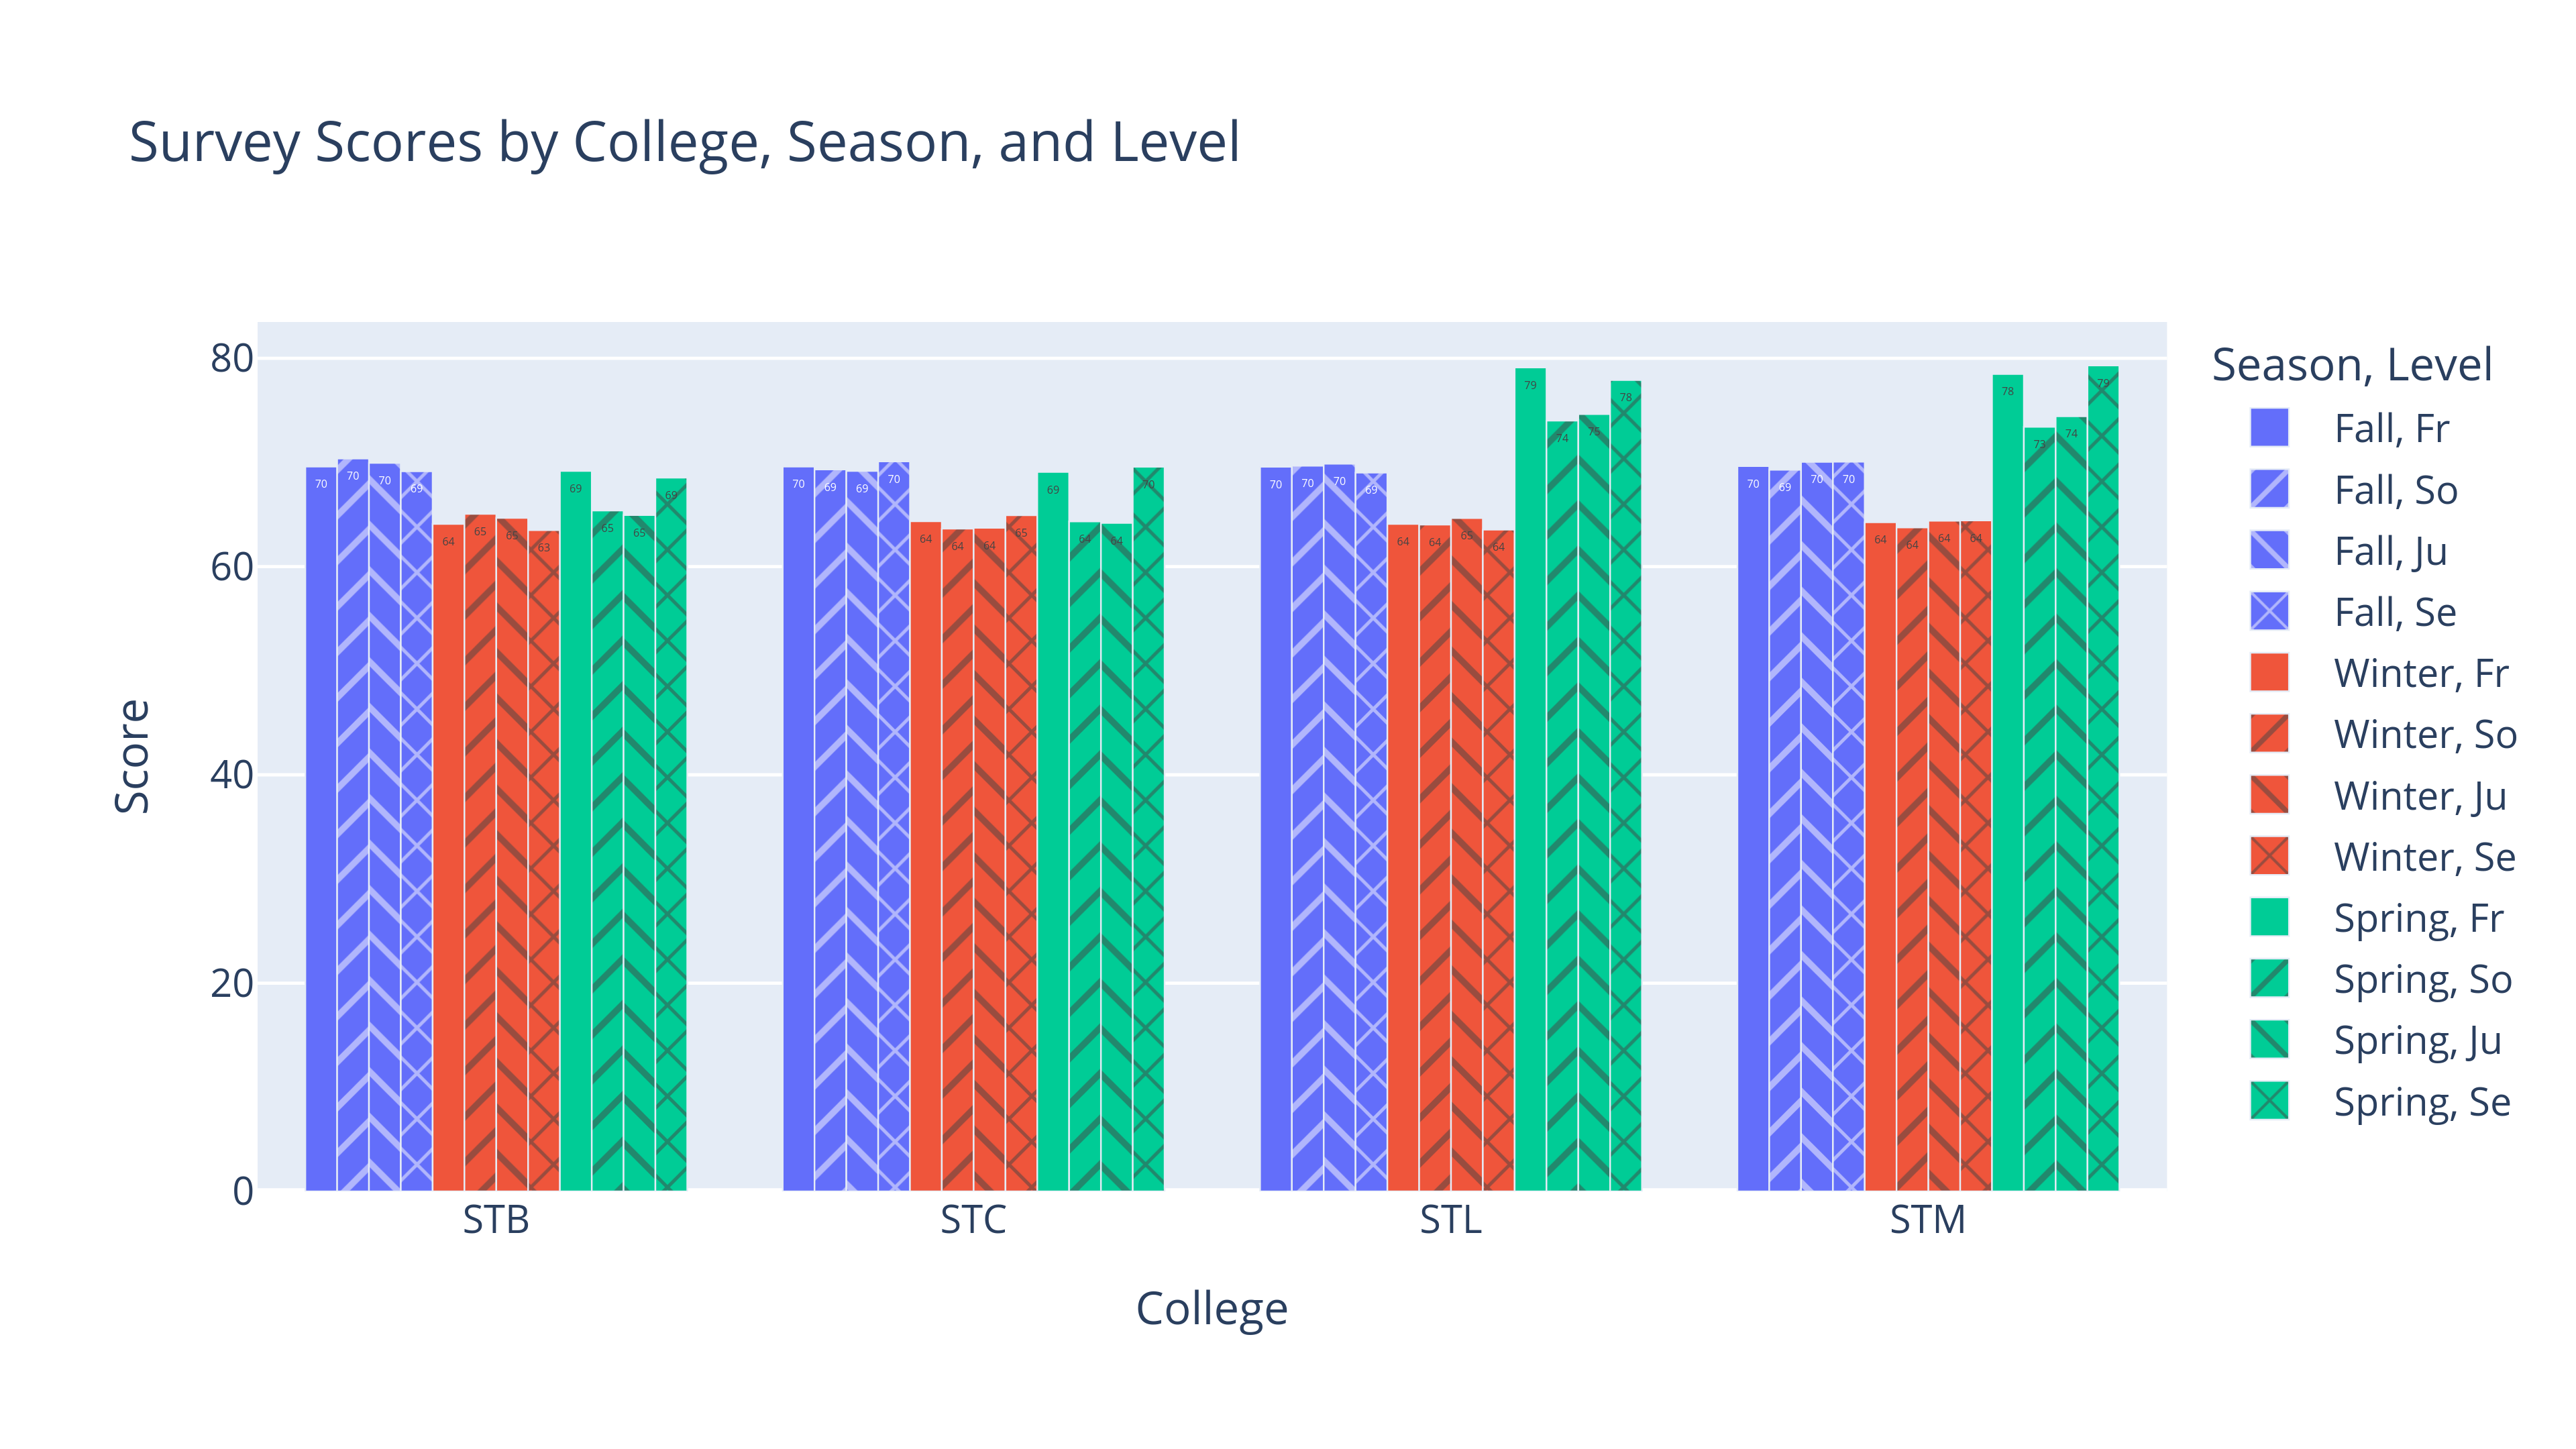 Survey Scores by College, Season, and Level
80
60
40
20
0
Score
70 70 70 69 64 65 65 63 69 65 65 69
70 69 69 70 64 64 64 65 69 64 64 70
70 70 70 69 64 64 65 64 79 74 75 78
70 69 70 70 64 64 64 64 78 73 74 79
STB STC STL STM
College
Season, Level
Fall, Fr
Fall, So
Fall, Ju
Fall, Se
Winter, Fr
Winter, So
Winter, Ju
Winter, Se
Spring, Fr
Spring, So
Spring, Ju
Spring, Se